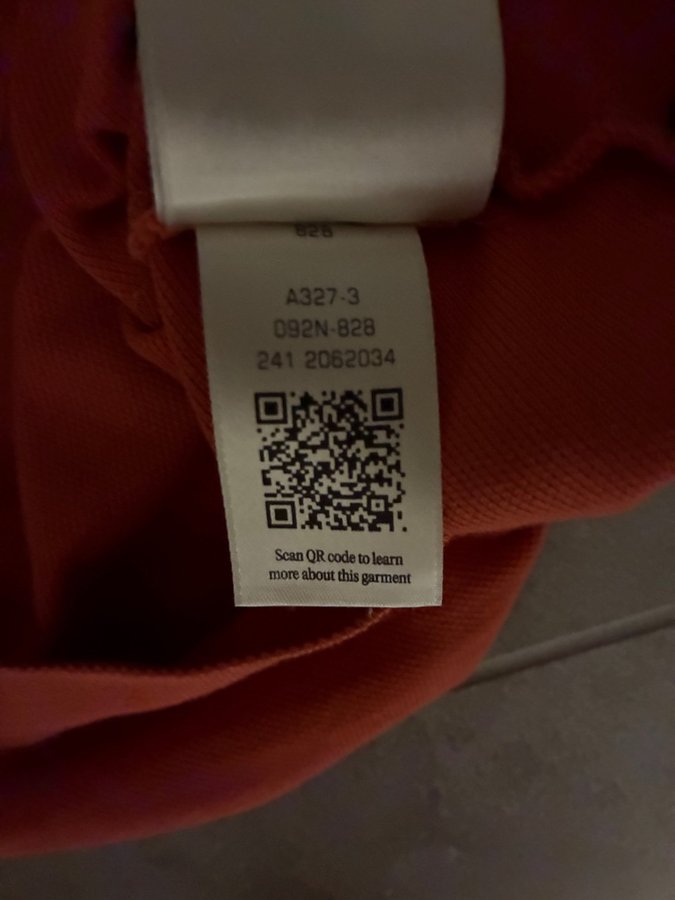 828
A327-3
092N-828
241 2062034
Scan QR code to learn
more about this garment